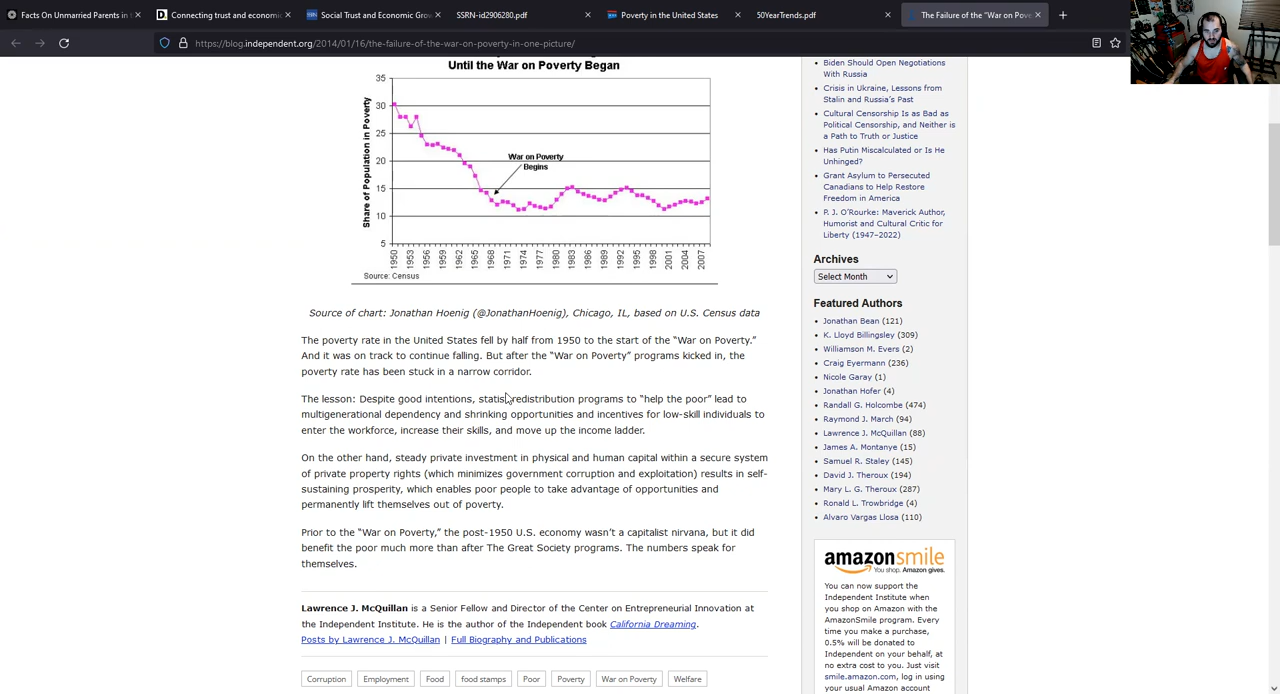 Facts On Unmarried Parents in t
Connecting trust and economic
Social Trust and Economic Grow
SSRN-id2906280.pdf
Poverty in the United States
50YearTrends.pdf
The Failure of the "War on Pove
https://blog.independent.org/2014/01/16/the-failure-of-the-war-on-poverty-in-one-picture/
Until the War on Poverty Began
Share of Population in Poverty
35
30
25
20
15
10
5
War on Poverty
Begins
1950 1953 1956 1959 1962 1965 1968 1971 1974 1977 1980 1983 1986 1989 1992 1995 1998 2001 2004 2007
Source: Census
Source of chart: Jonathan Hoenig (@JonathanHoenig), Chicago, IL, based on U.S. Census data
The poverty rate in the United States fell by half from 1950 to the start of the "War on Poverty."
And it was on track to continue falling. But after the "War on Poverty" programs kicked in, the
poverty rate has been stuck in a narrow corridor.
The lesson: Despite good intentions, statist redistribution programs to "help the poor" lead to
multigenerational dependency and shrinking opportunities and incentives for low-skill individuals to
enter the workforce, increase their skills, and move up the income ladder.
On the other hand, steady private investment in physical and human capital within a secure system
of private property rights (which minimizes government corruption and exploitation) results in self-
sustaining prosperity, which enables poor people to take advantage of opportunities and
permanently lift themselves out of poverty.
Prior to the "War on Poverty," the post-1950 U.S. economy wasn't a capitalist nirvana, but it did
benefit the poor much more than after The Great Society programs. The numbers speak for
themselves.
Lawrence J. McQuillan is a Senior Fellow and Director of the Center on Entrepreneurial Innovation at
the Independent Institute. He is the author of the Independent book California Dreaming.
Posts by Lawrence J. McQuillan | Full Biography and Publications
Corruption
Employment
Food
food stamps
Poor
Poverty
War on Poverty
Welfare
Biden Should Open Negotiations
With Russia
Crisis in Ukraine, Lessons from
Stalin and Russia's Past
Cultural Censorship Is as Bad as
Political Censorship, and Neither is
a Path to Truth or Justice
Has Putin Miscalculated or Is He
Unhinged?
Grant Asylum to Persecuted
Canadians to Help Restore
Freedom in America
P. J. O'Rourke: Maverick Author,
Humorist and Cultural Critic for
Liberty (1947–2022)
Archives
Select Month
Featured Authors
Jonathan Bean (121)
K. Lloyd Billingsley (309)
Williamson M. Evers (2)
Craig Eyermann (236)
Nicole Garay (1)
Jonathan Hofer (4)
Randall G. Holcombe (474)
Raymond J. March (94)
Lawrence J. McQuillan (88)
James A. Montanye (15)
Samuel R. Staley (145)
David J. Theroux (194)
Mary L. G. Theroux (287)
Ronald L. Trowbridge (4)
Alvaro Vargas Llosa (110)
amazonsmile
You shop. Amazon gives.
You can now support the
Independent Institute when
you shop on Amazon with the
AmazonSmile program. Every
time you make a purchase,
0.5% will be donated to
Independent on your behalf, at
no extra cost to you. Just visit
smile.amazon.com, log in using
your usual Amazon account